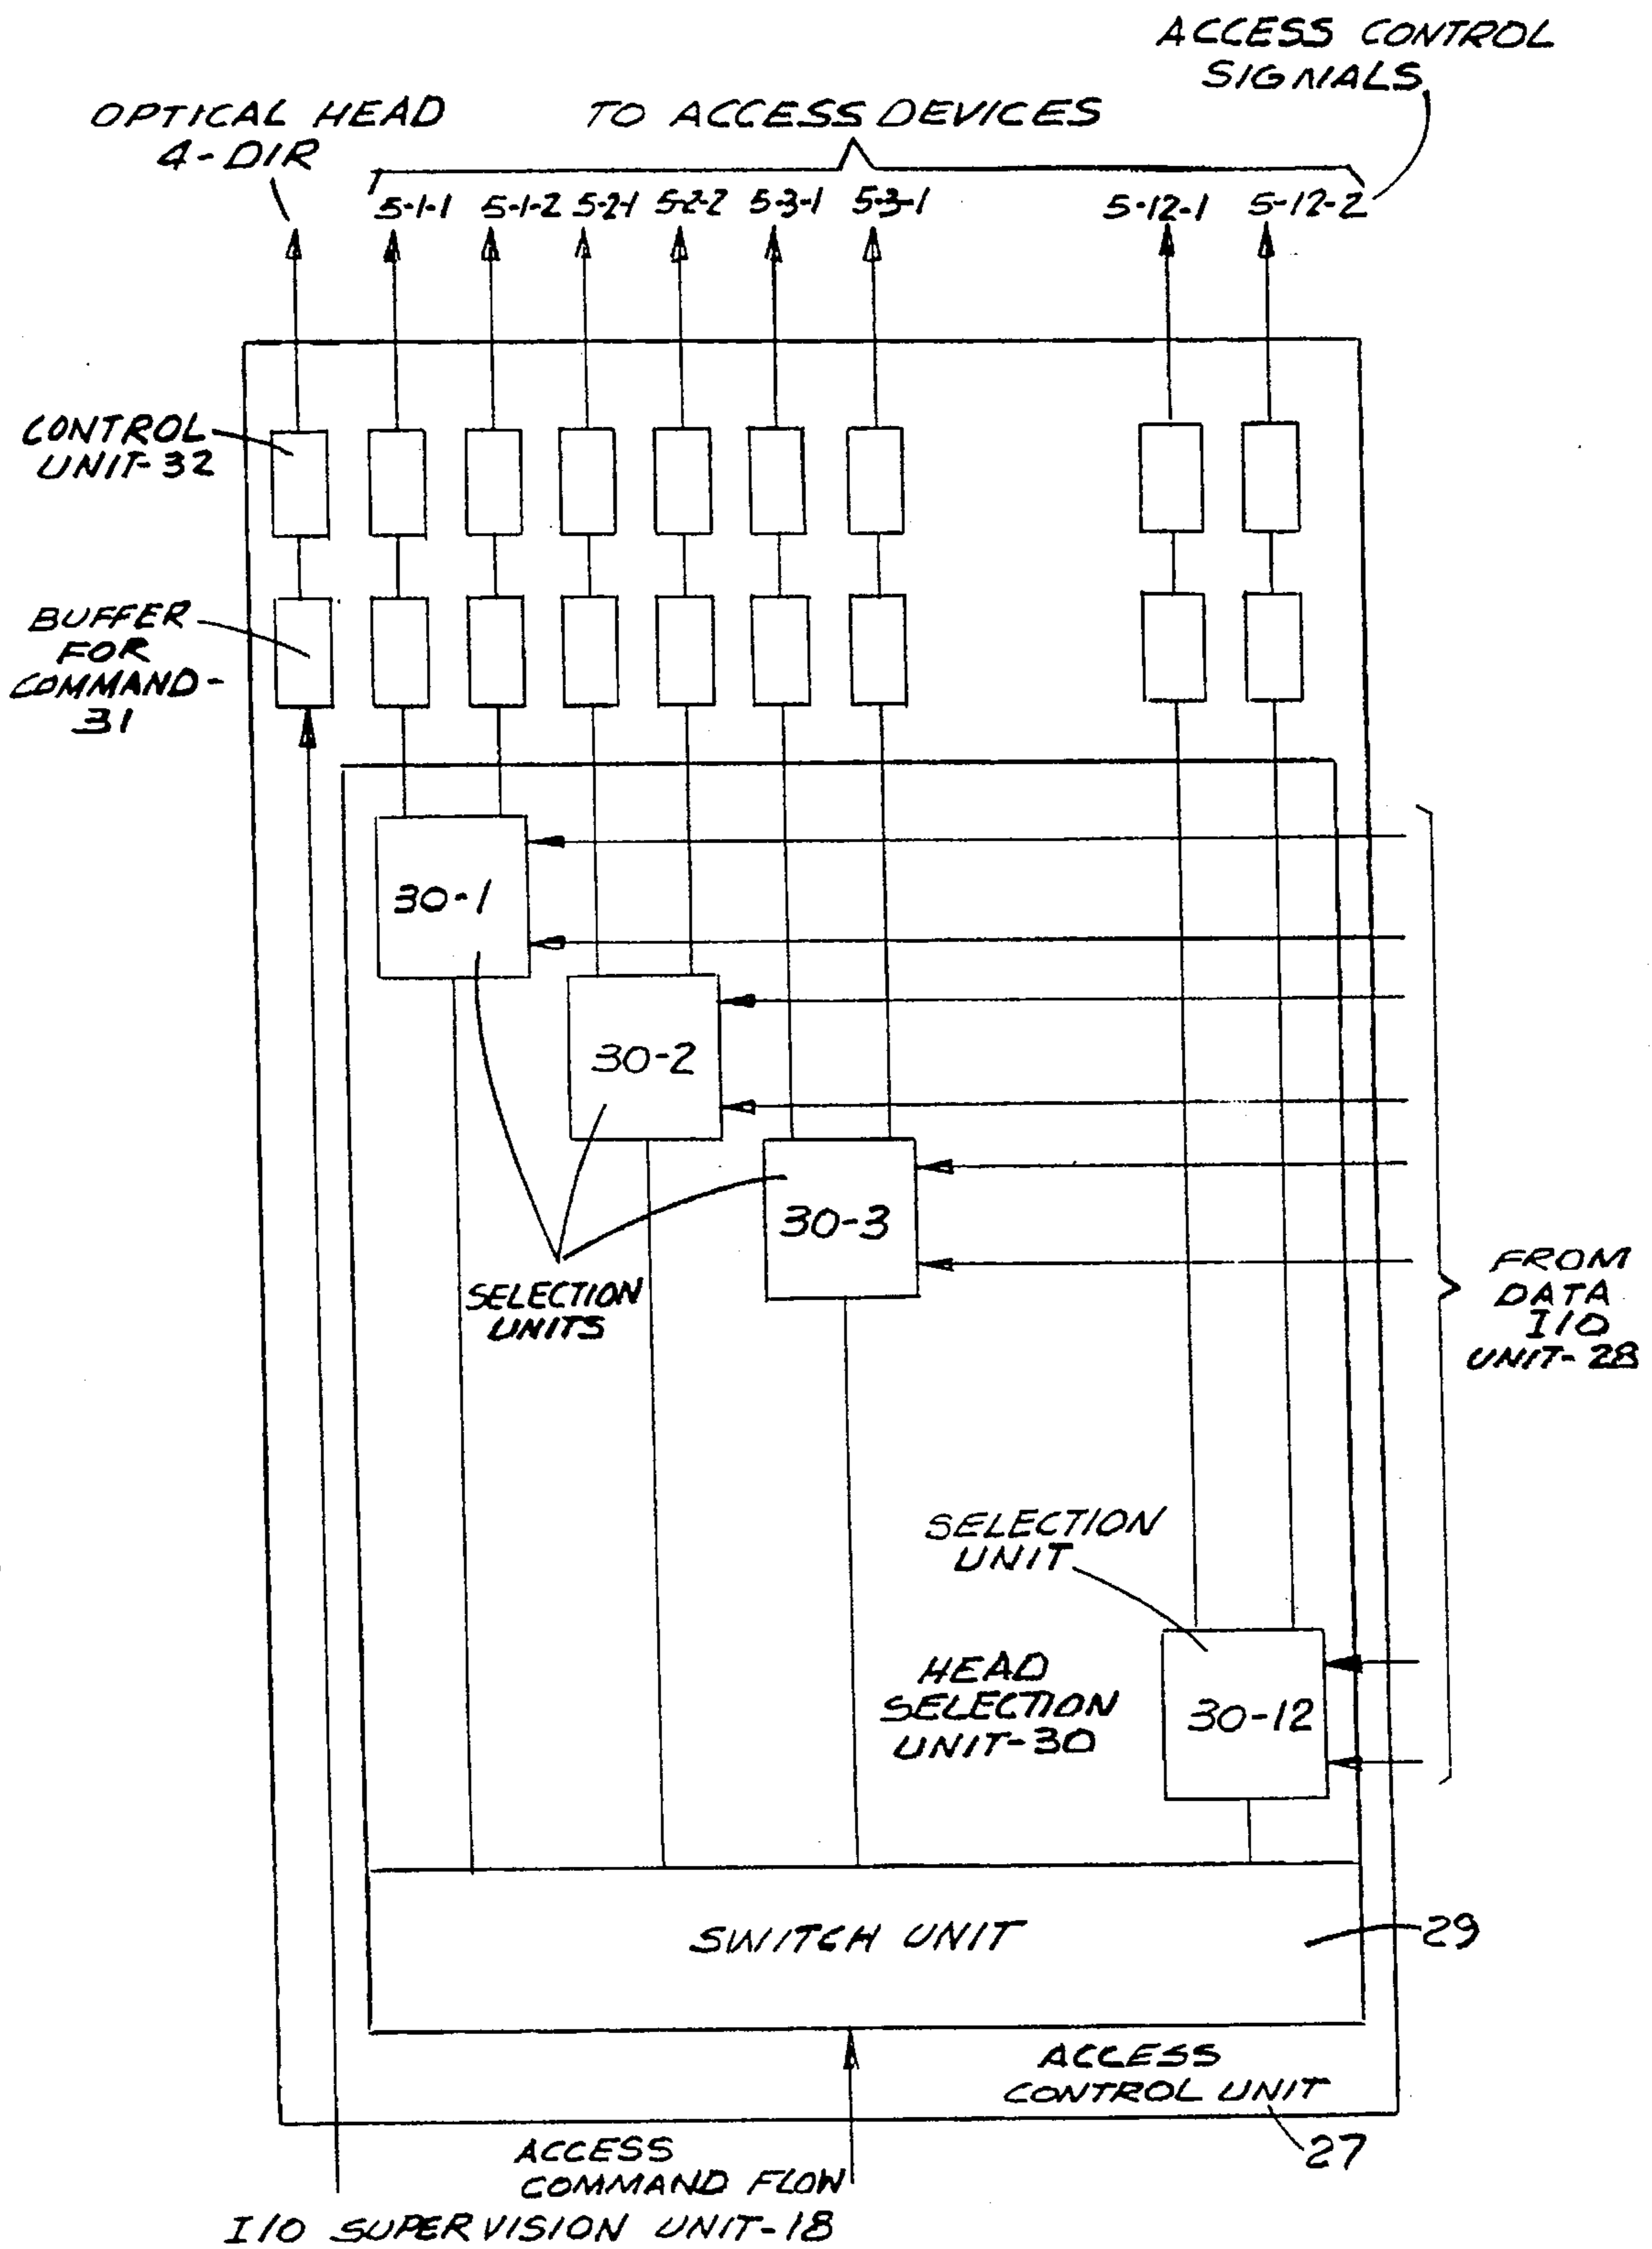 ACCESS CONTROL
SIGNALS
OPTICAL HEAD
4-DIR
TO ACCESS DEVICES
5-1-1 5-1-2 5-2-1 5-2-2 5-3-1 5-3-1 5-12-1 5-12-2
CONTROL
UNIT-32
BUFFER
FOR
COMMAND-
31
30-1
30-2
30-3
SELECTION
UNITS
FROM
DATA
I/O
UNIT-28
SELECTION
UNIT
HEAD
SELECTION
UNIT-30
30-12
SWITCH UNIT
29
ACCESS
CONTROL UNIT
27
ACCESS
COMMAND FLOW
I/O SUPERVISION UNIT-18